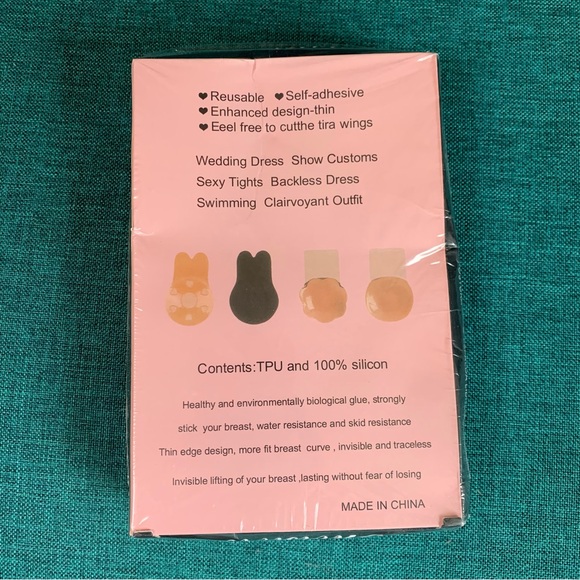 ♥Reusable ♥Self-adhesive
♥Enhanced design-thin
♥Eeel free to cutthe tira wings
Wedding Dress Show Customs
Sexy Tights Backless Dress
Swimming Clairvoyant Outfit
Contents:TPU and 100% silicon
Healthy and environmentally biological glue, strongly
stick your breast, water resistance and skid resistance
Thin edge design, more fit breast curve , invisible and traceless
Invisible lifting of your breast ,lasting without fear of losing
MADE IN CHINA